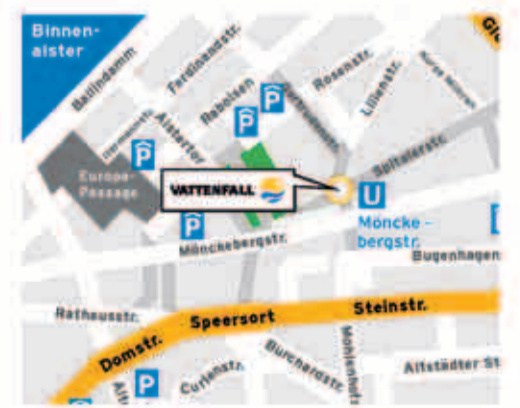 Binnen-
alster
Ballindamm
Ferdinandstr.
Raboisen
Rosenstr.
Lilienstr.
Alstertor
Spitalerstr.
P
P
P
P
Europa-
Passage
VATTENFALL
U
Möncke-
bergstr.
Mönckebergstr.
Bugenhagen
Rathausstr.
Speersort
Steinstr.
Domstr.
Burchardstr.
Curienstr.
Altstädter St
P